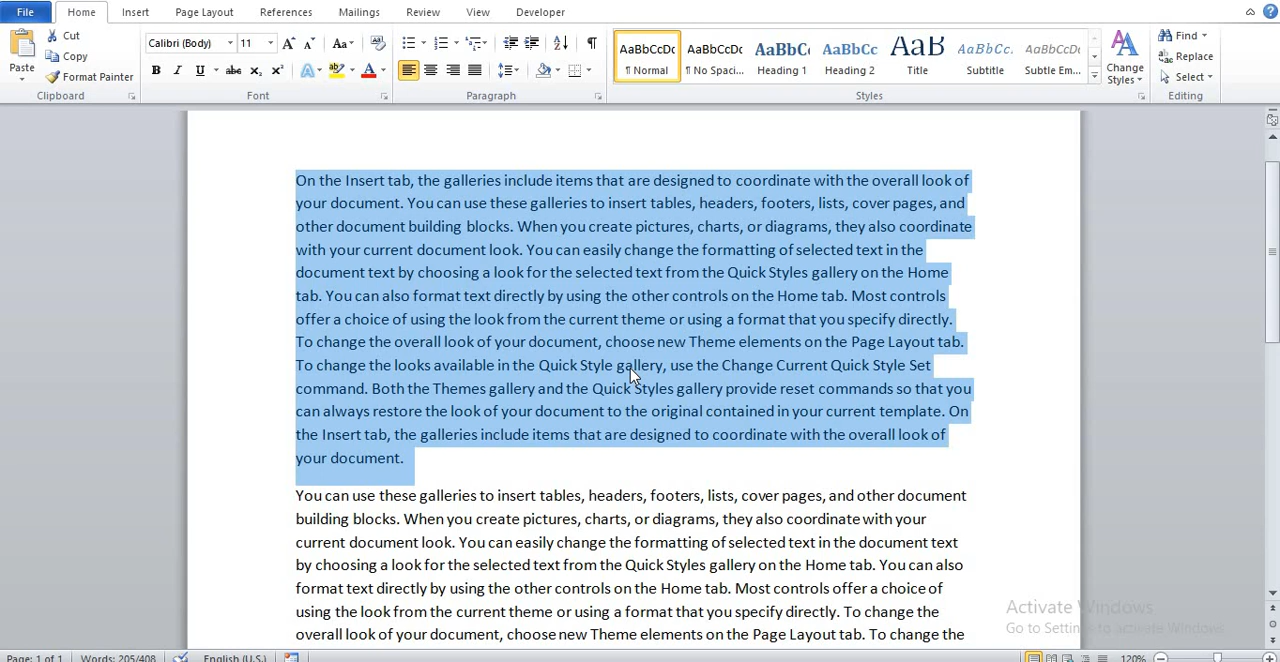 File Home Insert Page Layout References Mailings Review View Developer
Paste Cut Copy Format Painter
Calibri (Body) 11 Aa
B I U abc X₂ X² A A
¶ Normal ¶ No Spaci... Heading 1 Heading 2 Title Subtitle Subtle Em...
AaBbCcDc AaBbCcDc AaBbC AaBbCc AaB AaBbCc. AaBbCcDc
Change Styles
Find Replace Select
Clipboard Font Paragraph Styles Editing
On the Insert tab, the galleries include items that are designed to coordinate with the overall look of
your document. You can use these galleries to insert tables, headers, footers, lists, cover pages, and
other document building blocks. When you create pictures, charts, or diagrams, they also coordinate
with your current document look. You can easily change the formatting of selected text in the
document text by choosing a look for the selected text from the Quick Styles gallery on the Home
tab. You can also format text directly by using the other controls on the Home tab. Most controls
offer a choice of using the look from the current theme or using a format that you specify directly.
To change the overall look of your document, choose new Theme elements on the Page Layout tab.
To change the looks available in the Quick Style gallery, use the Change Current Quick Style Set
command. Both the Themes gallery and the Quick Styles gallery provide reset commands so that you
can always restore the look of your document to the original contained in your current template. On
the Insert tab, the galleries include items that are designed to coordinate with the overall look of
your document.
You can use these galleries to insert tables, headers, footers, lists, cover pages, and other document
building blocks. When you create pictures, charts, or diagrams, they also coordinate with your
current document look. You can easily change the formatting of selected text in the document text
by choosing a look for the selected text from the Quick Styles gallery on the Home tab. You can also
format text directly by using the other controls on the Home tab. Most controls offer a choice of
using the look from the current theme or using a format that you specify directly. To change the
overall look of your document, choose new Theme elements on the Page Layout tab. To change the
Activate Windows
Go to Settings to activate Windows.
Page: 1 of 1 Words: 205/408 English (U.S.) 120%